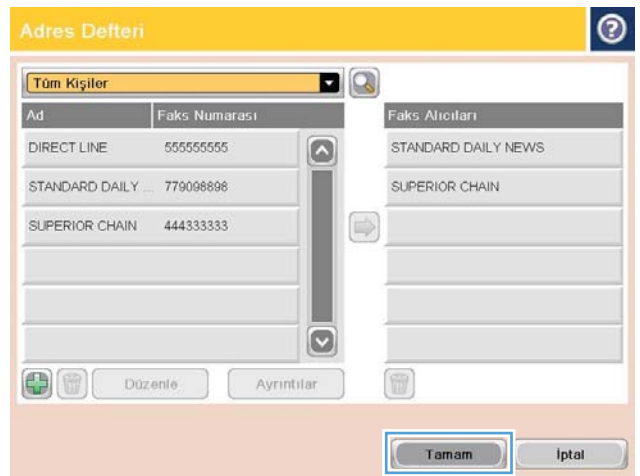 Adres Defteri
Tüm Kişiler
Ad Faks Numarası Faks Alıcıları
DIRECT LINE 555555555 STANDARD DAILY NEWS
STANDARD DAILY ... 779098898 SUPERIOR CHAIN
SUPERIOR CHAIN 444333333
Düzenle Ayrıntılar
Tamam İptal